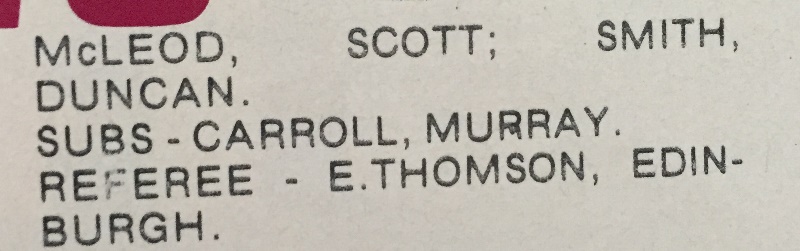 McLEOD, SCOTT; SMITH,
DUNCAN.
SUBS - CARROLL, MURRAY.
REFEREE - E.THOMSON, EDIN-
BURGH.